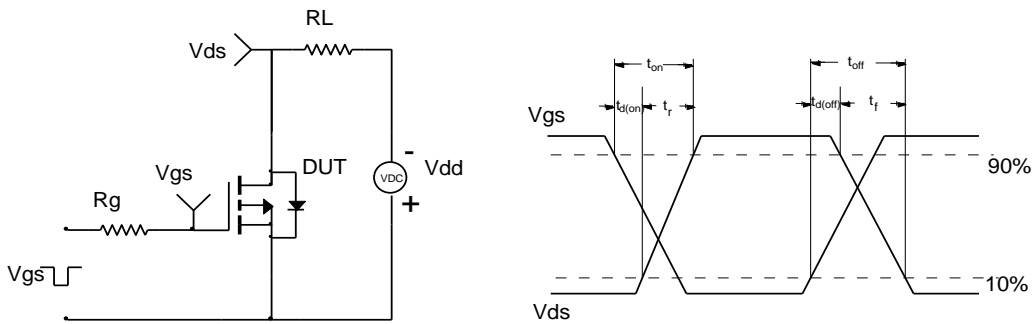 RL
Vds
-
Vdd
+
VDC
DUT
Vgs
Rg
Vgs
ton
toff
td(on)
tr
td(off)
tf
Vgs
90%
10%
Vds